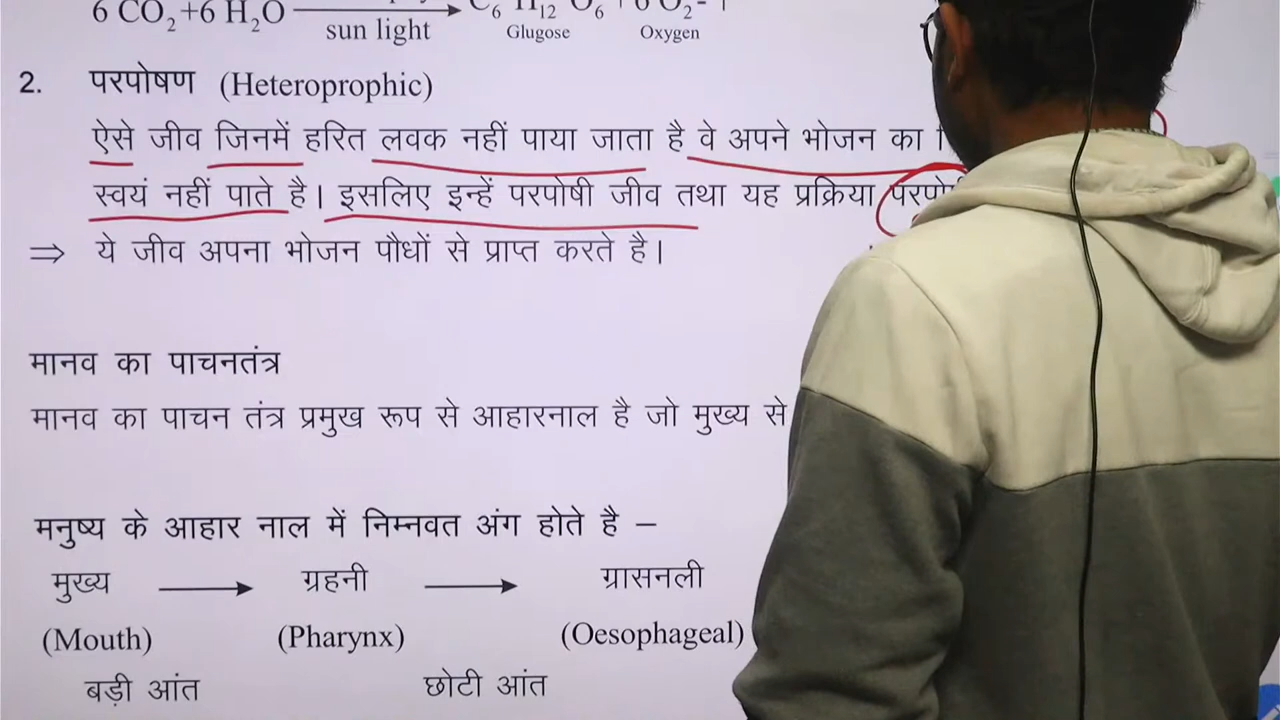 6 CO₂+6 H₂O sun light C₆ H₁₂ O₆ + 6 O₂-
Glugose Oxygen
2. परपोषण (Heteroprophic)
ऐसे जीव जिनमें हरित लवक नहीं पाया जाता है वे अपने भोजन का
स्वयं नहीं पाते है। इसलिए इन्हें परपोषी जीव तथा यह प्रक्रिया
⇒ ये जीव अपना भोजन पौधों से प्राप्त करते है।
मानव का पाचनतंत्र
मानव का पाचन तंत्र प्रमुख रूप से आहारनाल है जो मुख्य से
मनुष्य के आहार नाल में निम्नवत अंग होते है –
मुख्य → ग्रहनी → ग्रासनली
(Mouth) (Pharynx) (Oesophageal)
बड़ी आंत छोटी आंत